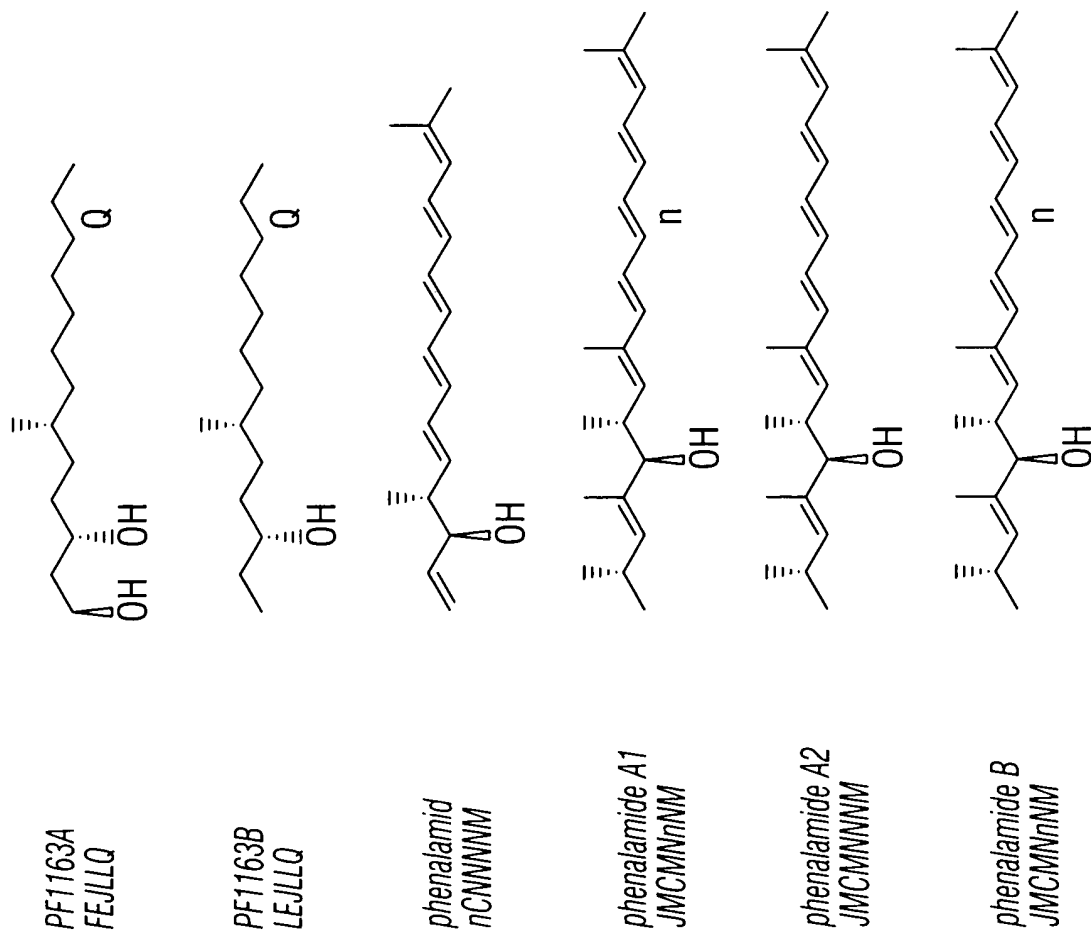 PF1163A
FEJLLQ
OH
OH
Q
PF1163B
LEJLLQ
OH
Q
phenalamid
nCNNNNM
OH
phenalamide A1
JMCMNnNM
OH
n
phenalamide A2
JMCMNNNM
OH
phenalamide B
JMCMNnNM
OH
n